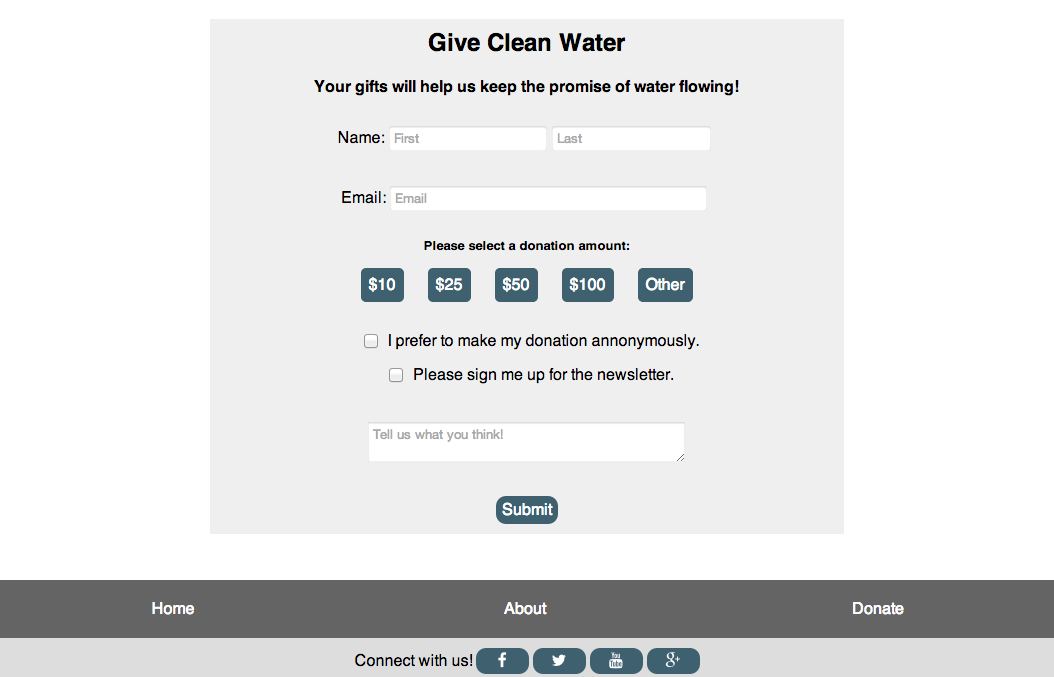 Give Clean Water
Your gifts will help us keep the promise of water flowing!
Name: First Last
Email: Email
Please select a donation amount:
$10 $25 $50 $100 Other
I prefer to make my donation annonymously.
Please sign me up for the newsletter.
Tell us what you think!
Submit
Home About Donate
Connect with us! f You Tube g+